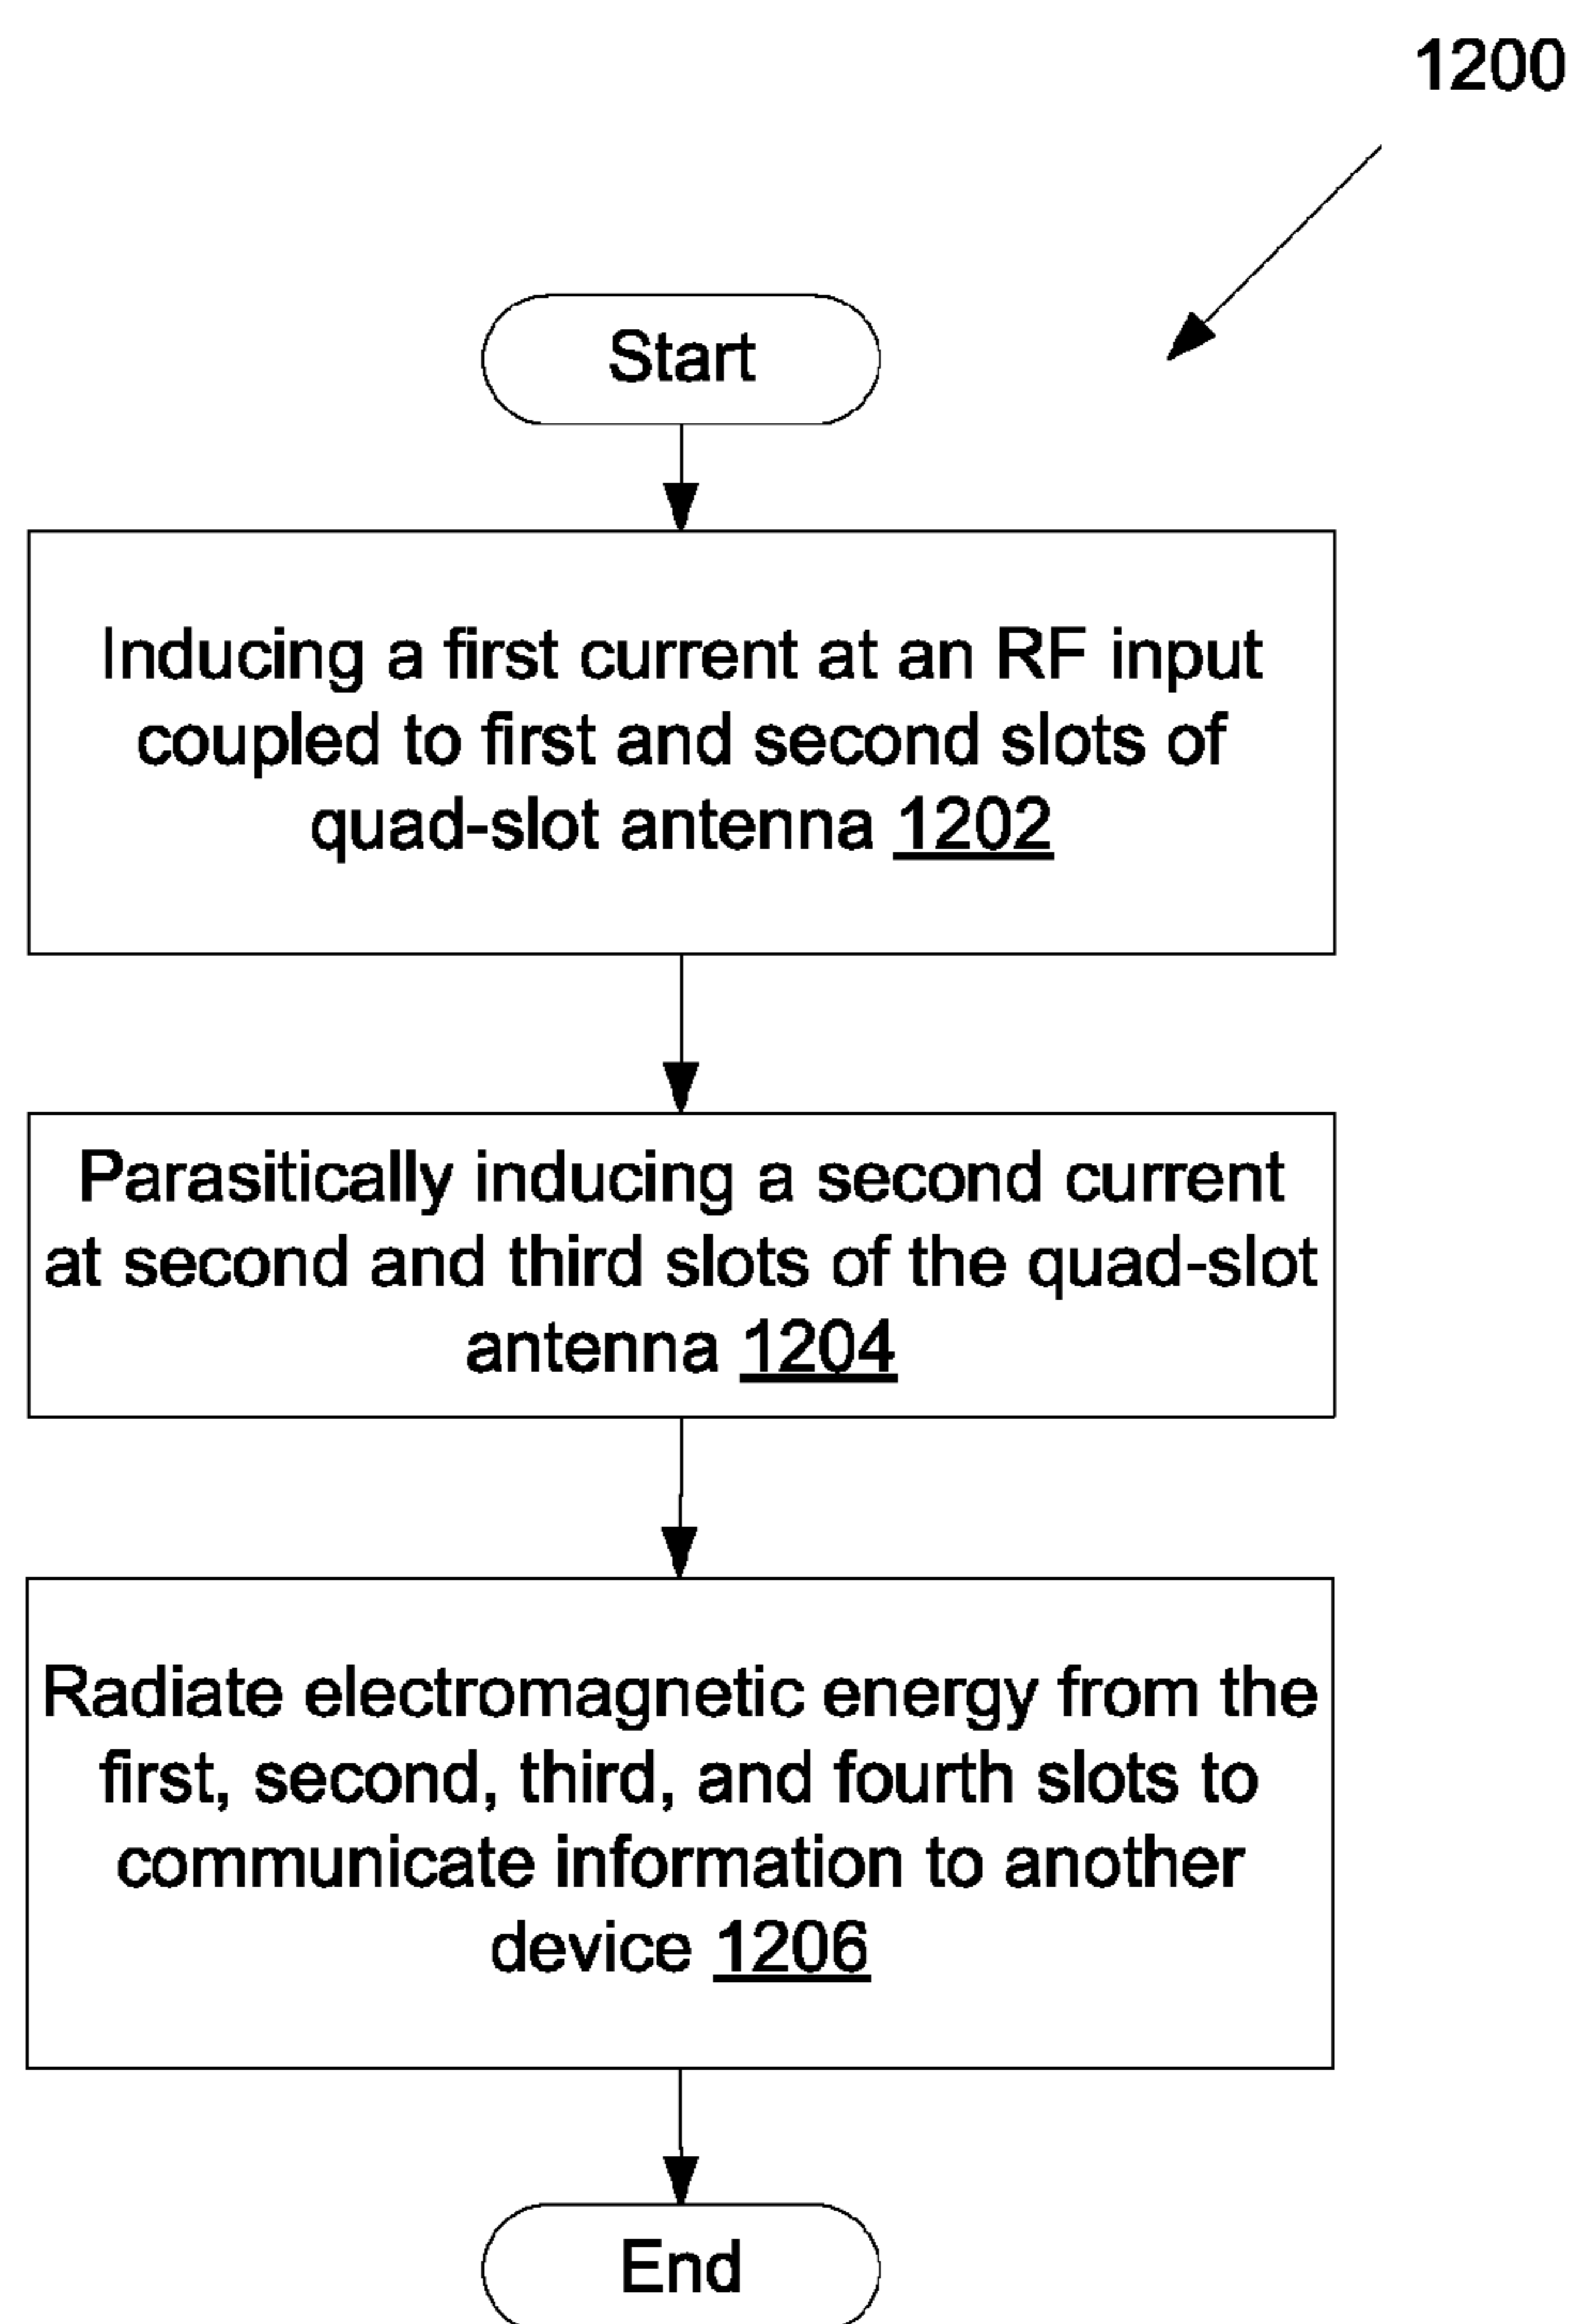 1200
Start
Inducing a first current at an RF input
coupled to first and second slots of
quad-slot antenna 1202
Parasitically inducing a second current
at second and third slots of the quad-slot
antenna 1204
Radiate electromagnetic energy from the
first, second, third, and fourth slots to
communicate information to another
device 1206
End